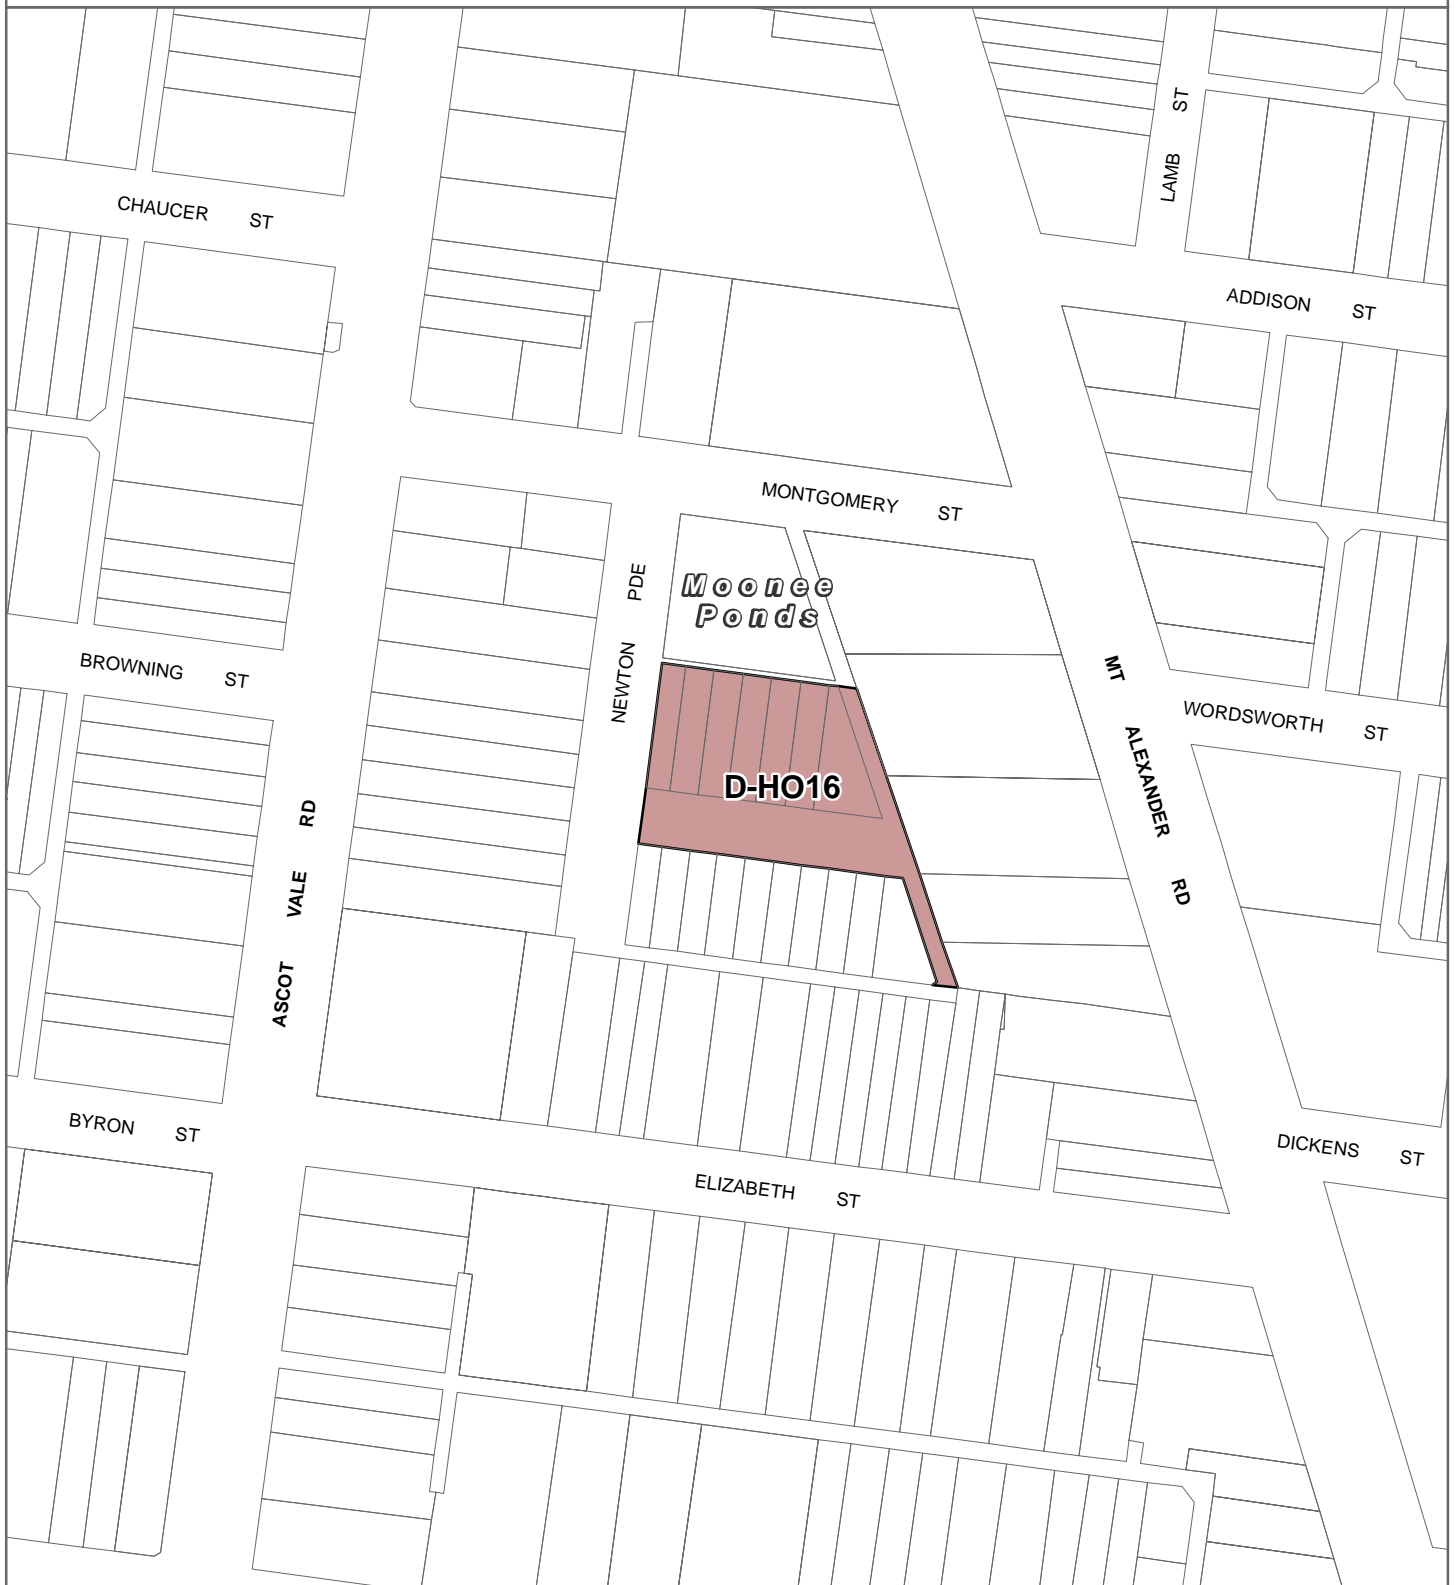 LAMB ST
CHAUCER ST
ADDISON ST
MONTGOMERY ST
NEWTON PDE
Moonee
Ponds
BROWNING ST
MT ALEXANDER RD
WORDSWORTH ST
D-HO16
ASCOT VALE RD
BYRON ST
DICKENS ST
ELIZABETH ST